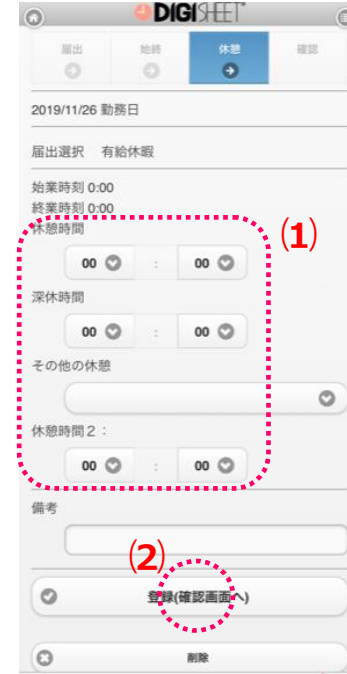 DIGISHEET
届出 始終 休憩 確認
2019/11/26 勤務日
届出選択 有給休暇
始業時刻 0:00
終業時刻 0:00
休憩時間
(1)
00 : 00
深休時間
00 : 00
その他の休憩
休憩時間２：
00 : 00
備考
(2)
登録(確認画面へ)
削除